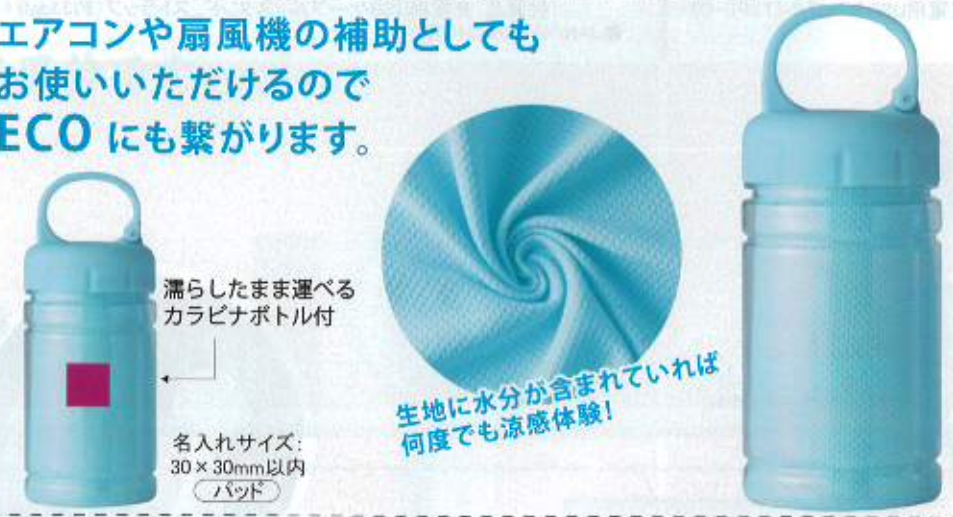 エアコンや扇風機の補助としても
お使いいただけるので
ECO にも繋がります。
濡らしたまま運べる
カラビナボトル付
生地に水分が含まれていれば
何度でも涼感体験!
名入れサイズ:
30×30mm以内
パッド